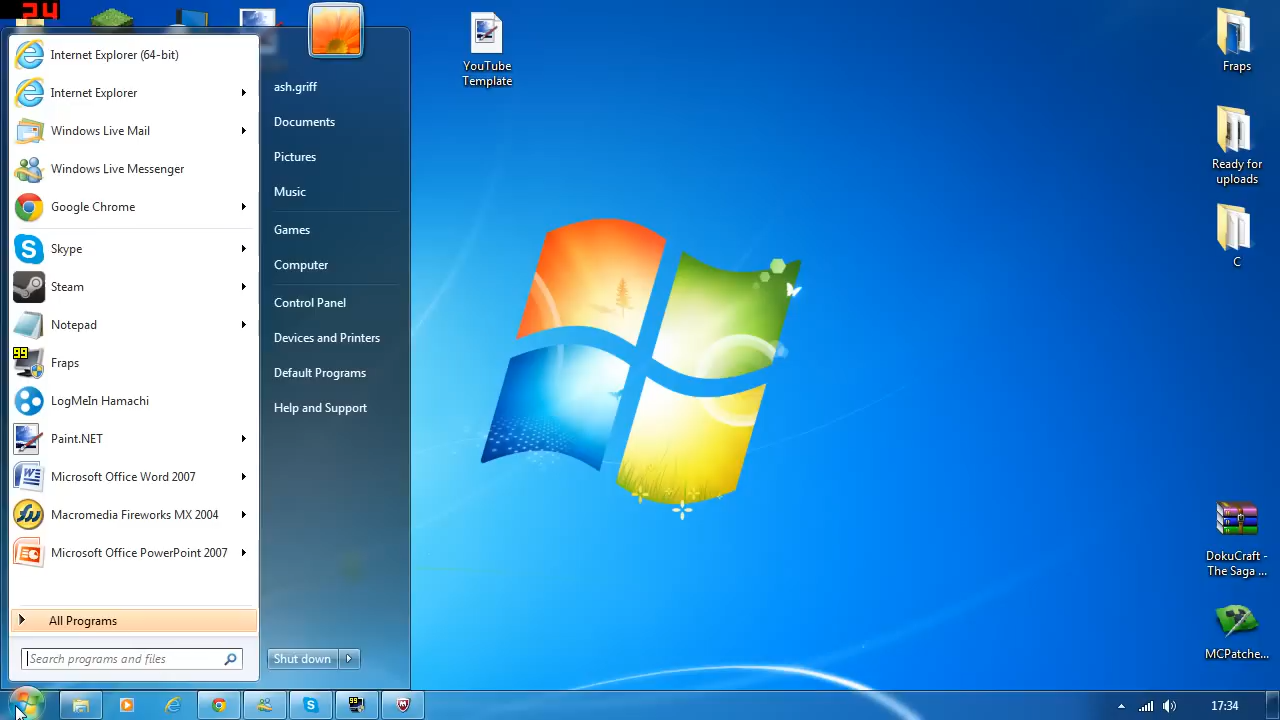 24
Internet Explorer (64-bit)
Internet Explorer
Windows Live Mail
Windows Live Messenger
Google Chrome
Skype
Steam
Notepad
99
Fraps
LogMeIn Hamachi
Paint.NET
Microsoft Office Word 2007
Macromedia Fireworks MX 2004
Microsoft Office PowerPoint 2007
All Programs
Search programs and files
ash.griff
Documents
Pictures
Music
Games
Computer
Control Panel
Devices and Printers
Default Programs
Help and Support
Shut down
YouTube
Template
Fraps
Ready for
uploads
C
DokuCraft -
The Saga ...
MCPatche...
99
17:34